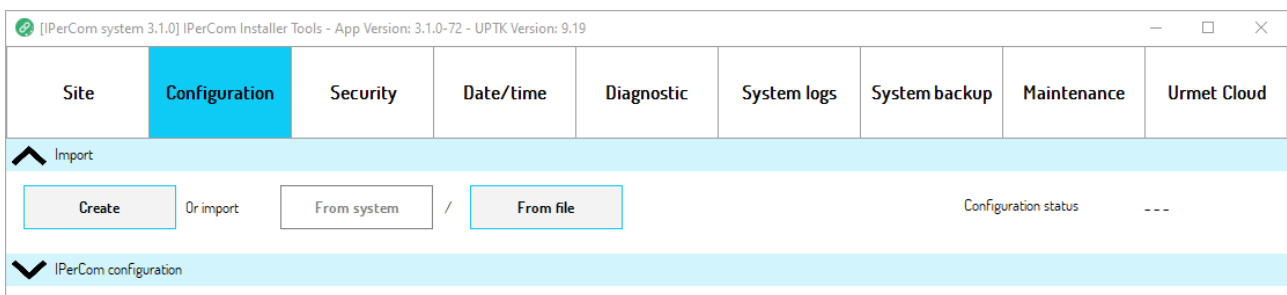 [IPerCom system 3.1.0] IPerCom Installer Tools - App Version: 3.1.0-72 - UPTK Version: 9.19
Site Configuration Security Date/time Diagnostic System logs System backup Maintenance Urmet Cloud
Import
Create Or import From system / From file Configuration status ---
IPerCom configuration